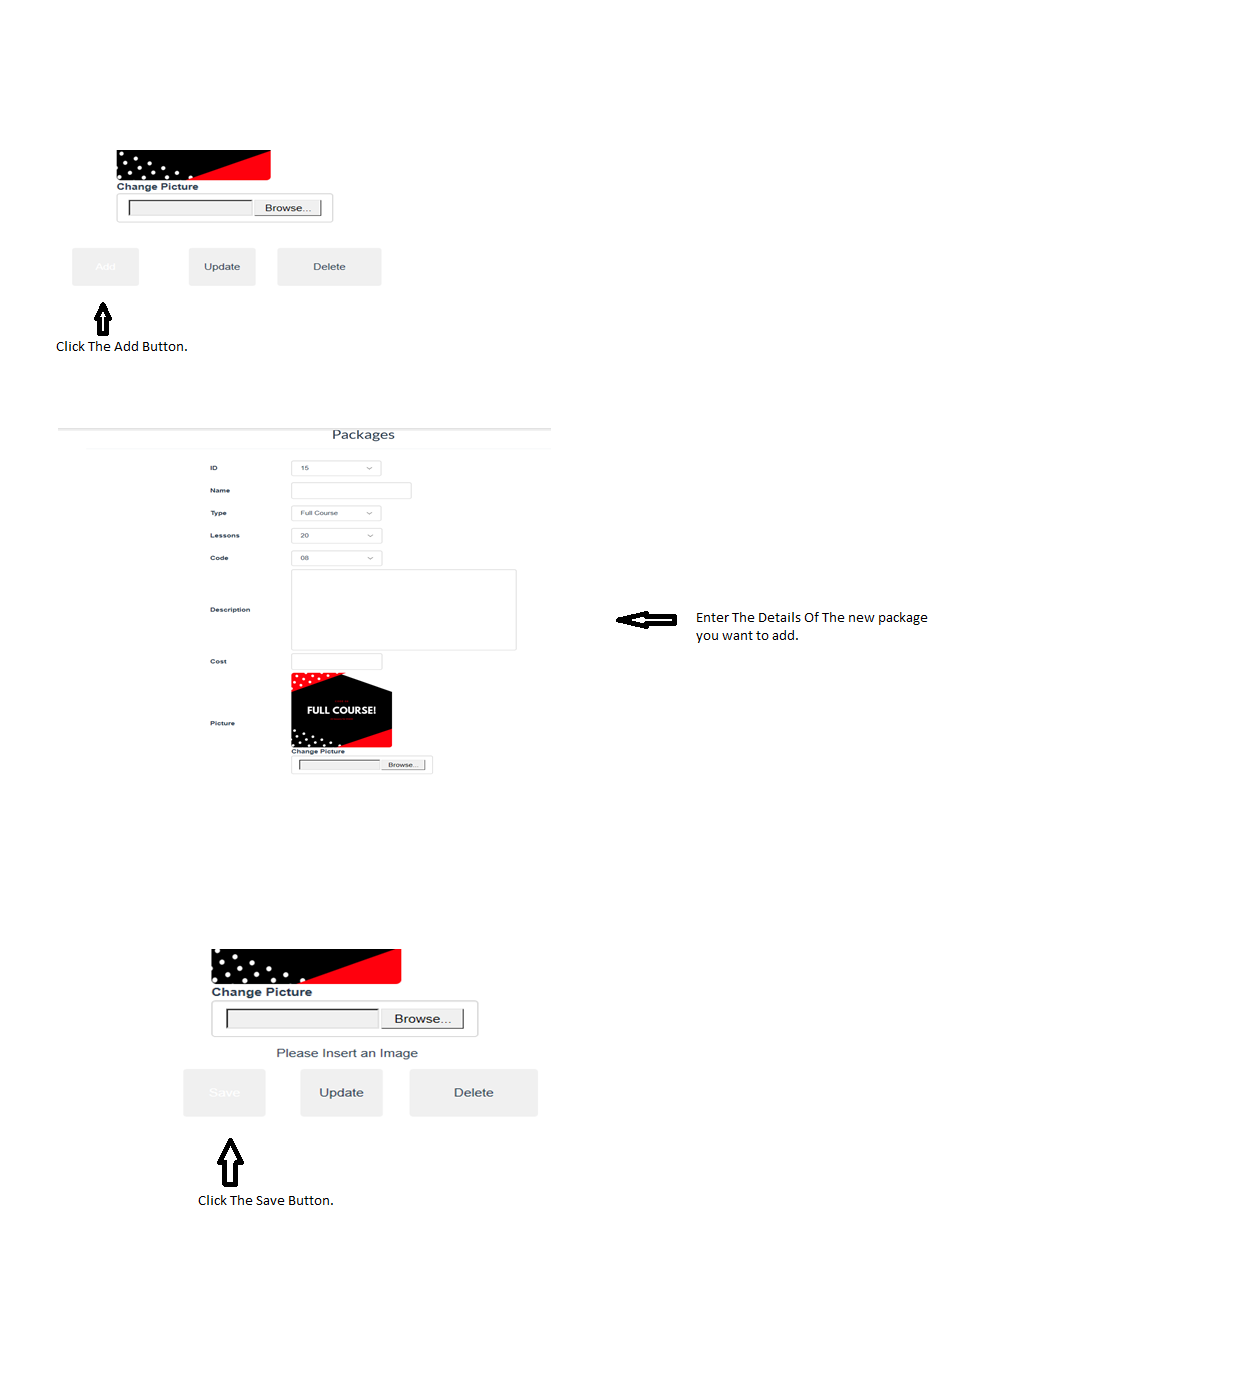 Change Picture
Browse...
Add
Update
Delete
Click The Add Button.
Packages
ID
15
Name
Type
Full Course
Lessons
20
Code
08
Description
Enter The Details Of The new package
you want to add.
Cost
FULL COURSE!
Picture
Change Picture
Browse...
Change Picture
Browse...
Please Insert an Image
Save
Update
Delete
Click The Save Button.